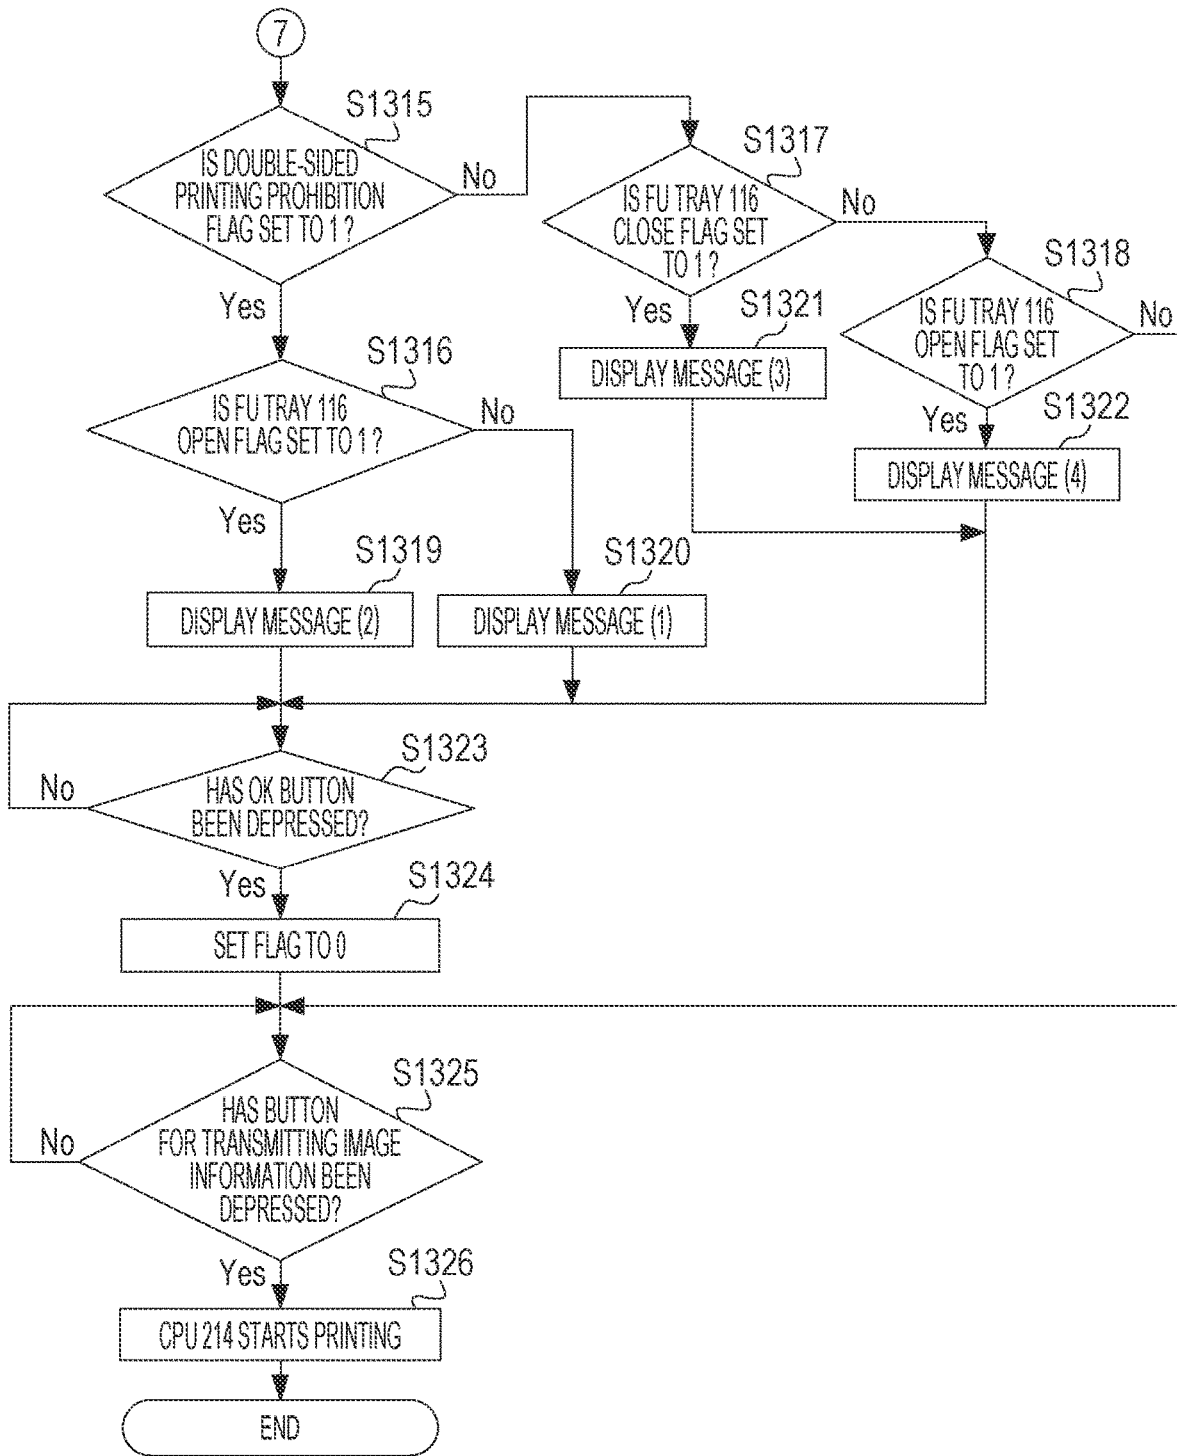 7
S1315
IS DOUBLE-SIDED
PRINTING PROHIBITION
FLAG SET TO 1 ?
No
Yes
S1317
IS FU TRAY 116
CLOSE FLAG SET
TO 1 ?
No
Yes
S1318
IS FU TRAY 116
OPEN FLAG SET
TO 1 ?
No
Yes
S1321
DISPLAY MESSAGE (3)
S1316
IS FU TRAY 116
OPEN FLAG SET TO 1 ?
No
Yes
S1322
DISPLAY MESSAGE (4)
S1319
DISPLAY MESSAGE (2)
S1320
DISPLAY MESSAGE (1)
S1323
HAS OK BUTTON
BEEN DEPRESSED?
No
Yes
S1324
SET FLAG TO 0
S1325
HAS BUTTON
FOR TRANSMITTING IMAGE
INFORMATION BEEN
DEPRESSED?
No
Yes
S1326
CPU 214 STARTS PRINTING
END